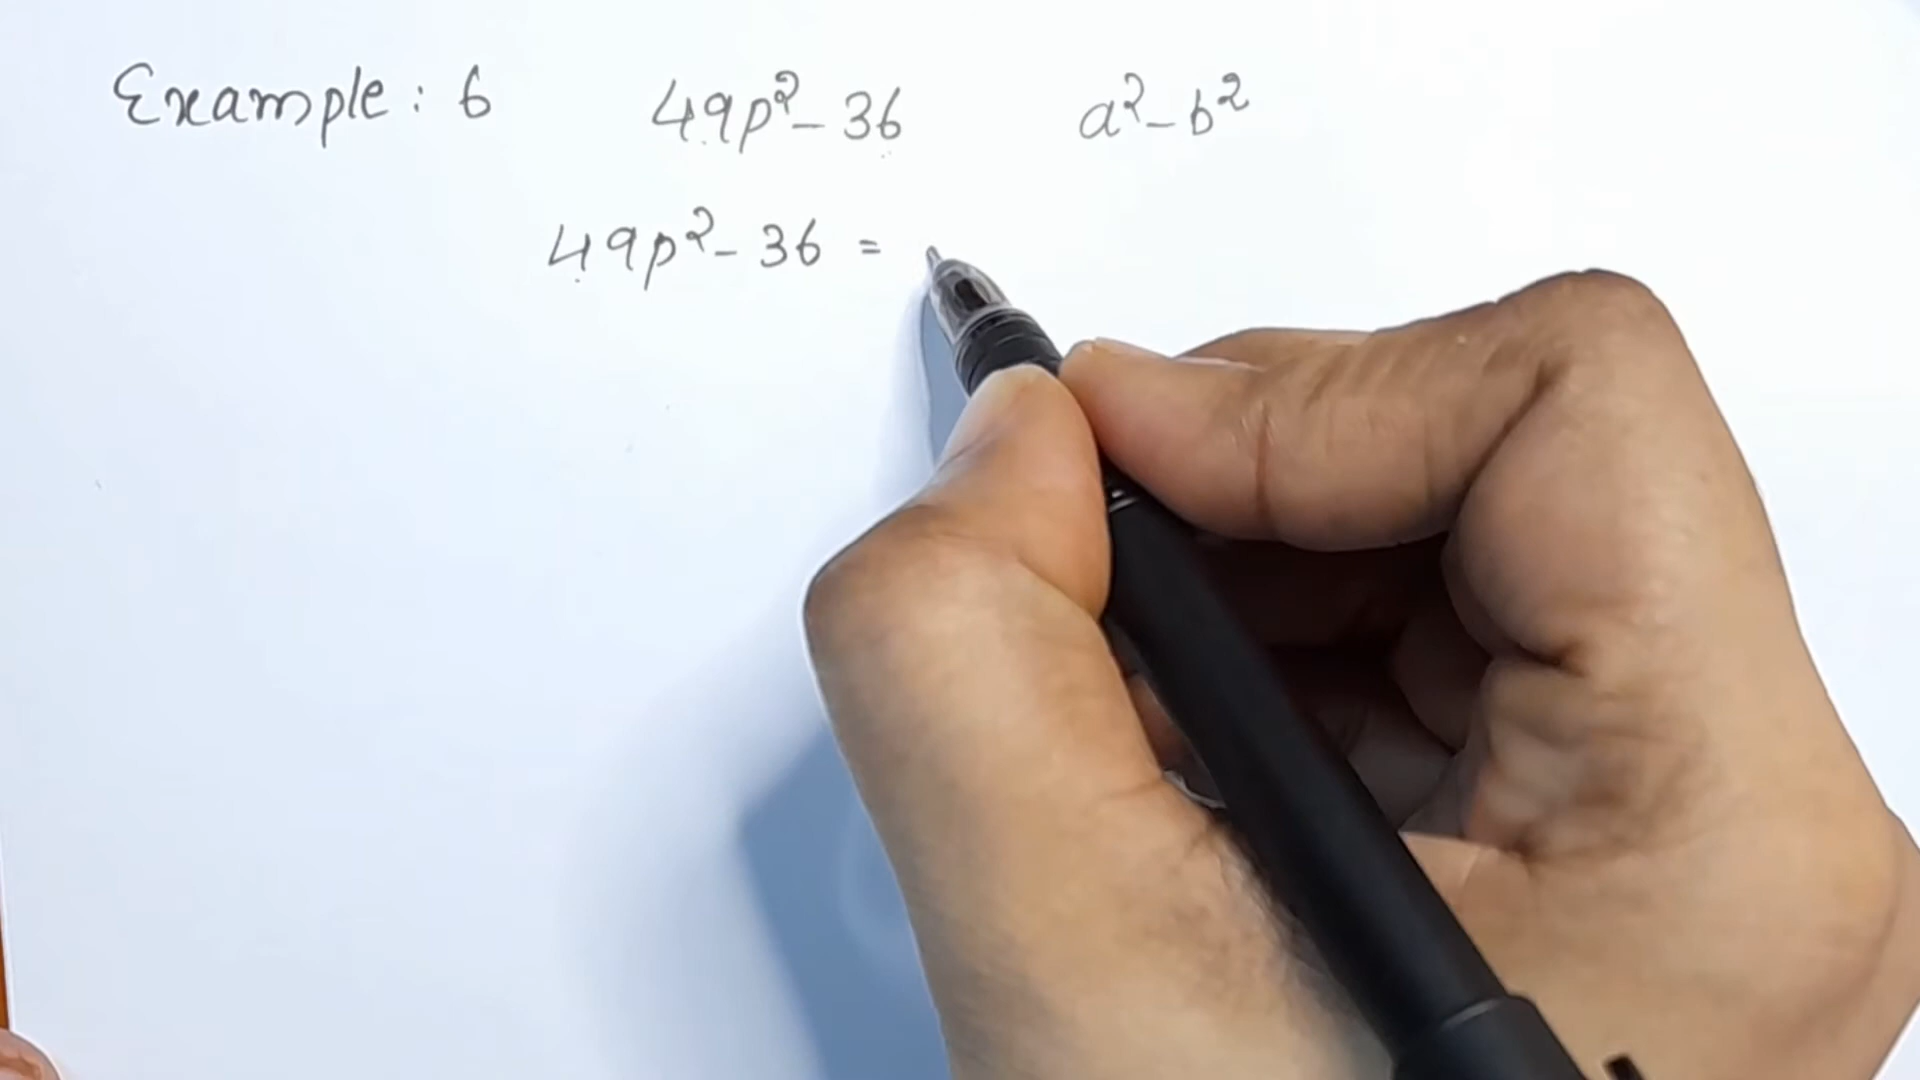 Example : 6 49p²- 36 a²- b²
49p²- 36 =